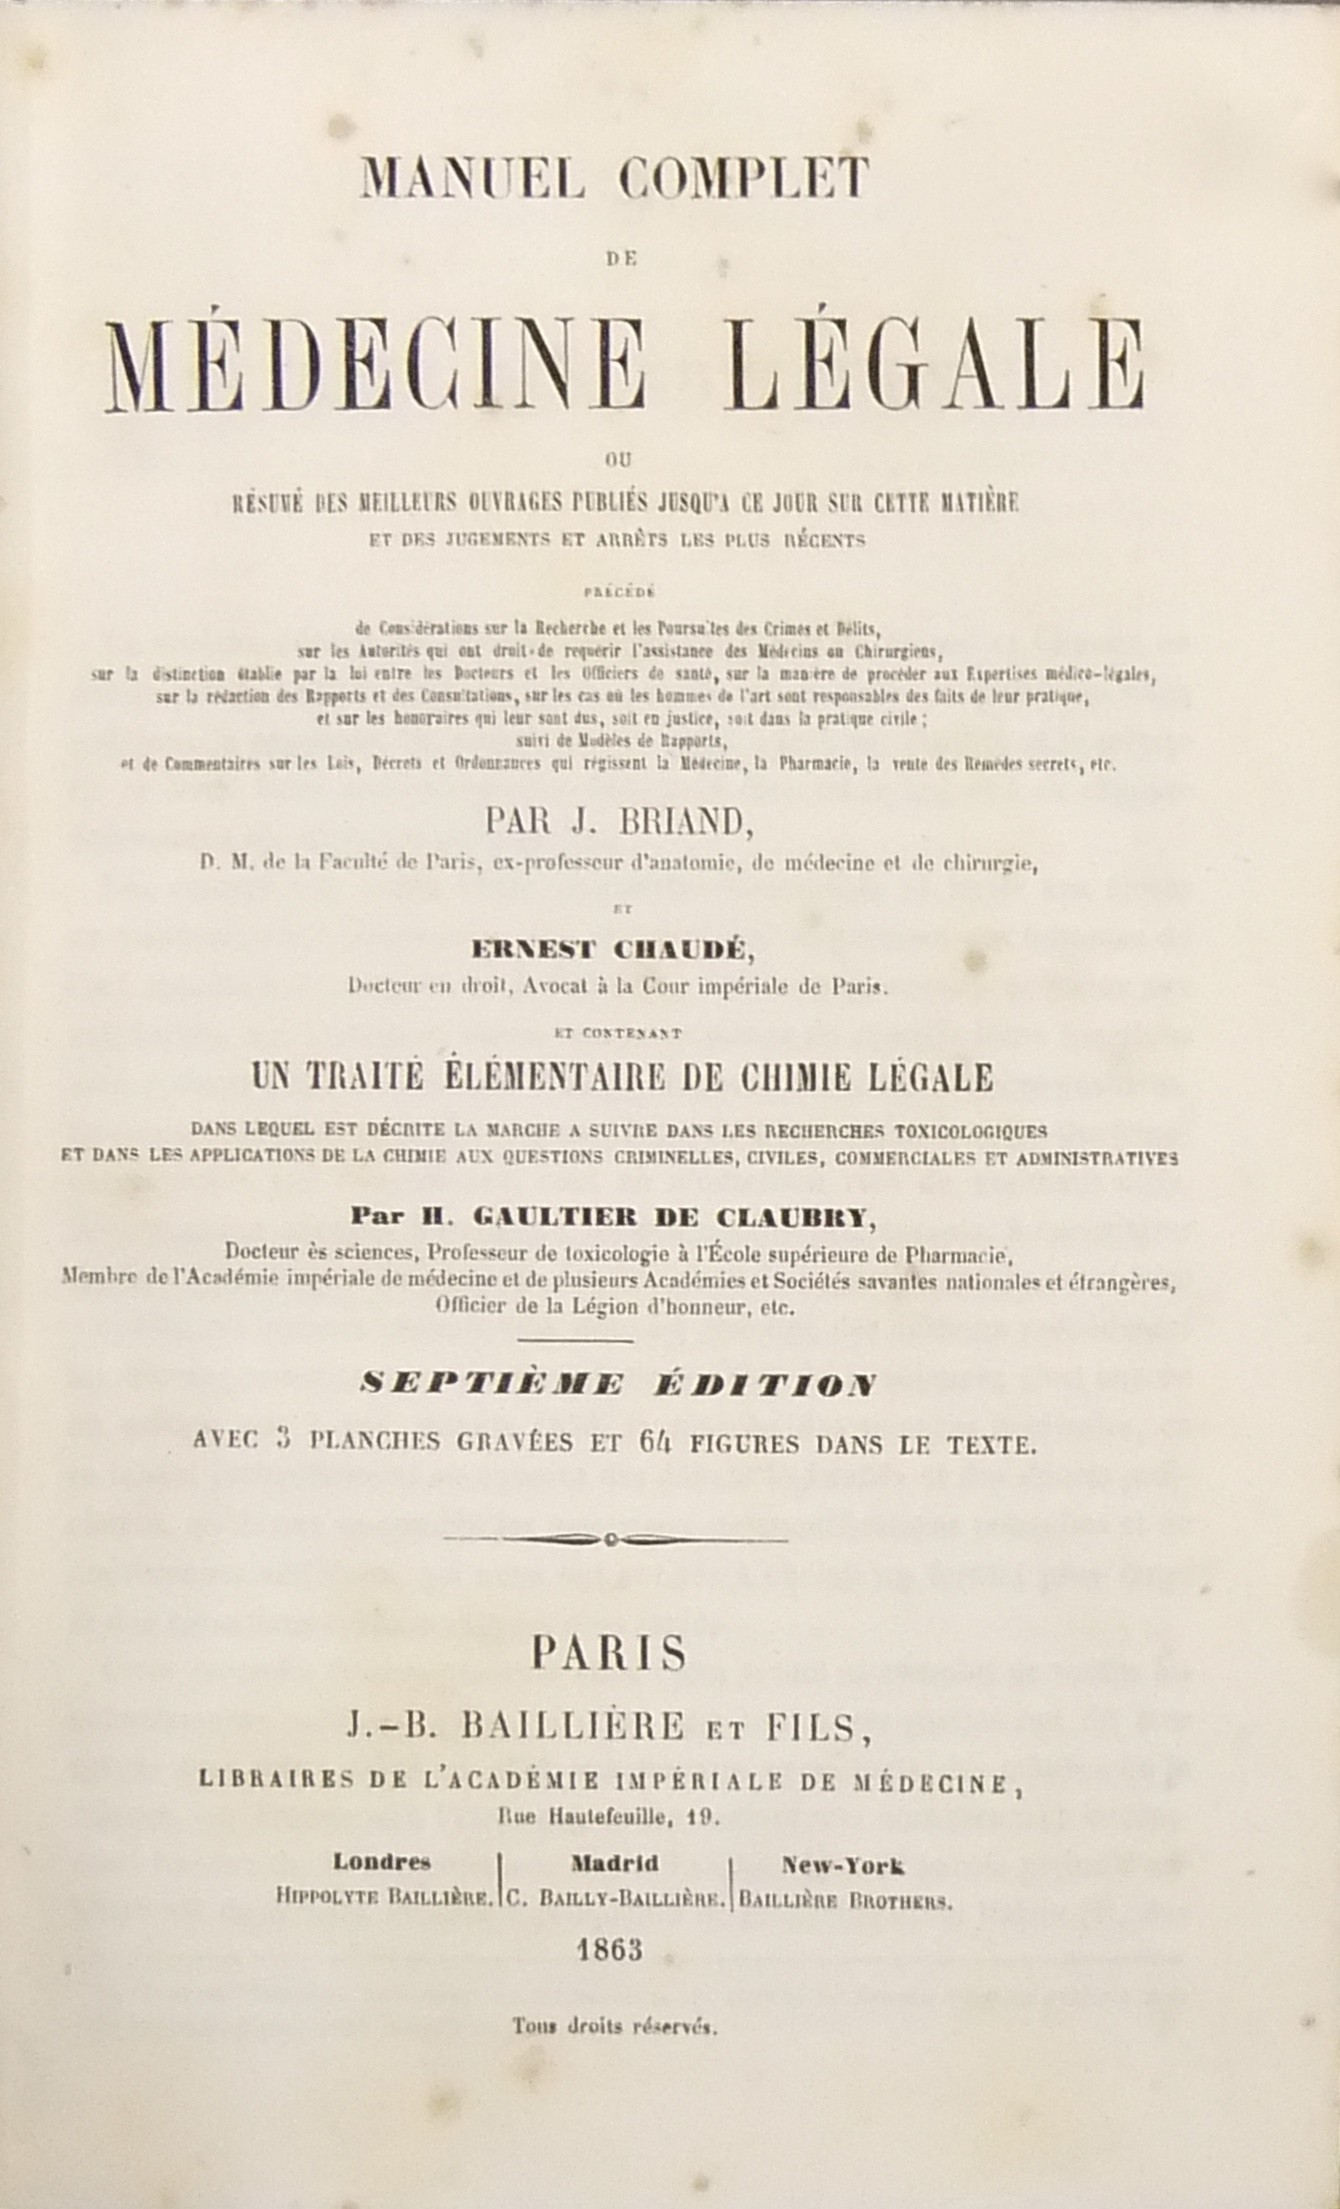 MANUEL COMPLET
DE
MÉDECINE LÉGALE
OU
RÉSUMÉ DES MEILLEURS OUVRAGES PUBLIÉS JUSQU'A CE JOUR SUR CETTE MATIÈRE
ET DES JUGEMENTS ET ARRÊTS LES PLUS RÉCENTS
PRÉCÉDÉ
de Considérations sur la Recherche et les Poursuites des Crimes et Délits,
sur les Autorités qui ont droit de requérir l'assistance des Médecins ou Chirurgiens,
sur la distinction établie par la loi entre les Docteurs et les Officiers de santé, sur la manière de procéder aux Expertises médico-légales,
sur la rédaction des Rapports et des Consultations, sur les cas où les hommes de l'art sont responsables des faits de leur pratique,
et sur les honoraires qui leur sont dus, soit en justice, soit dans la pratique civile ;
suivi de Modèles de Rapports,
et de Commentaires sur les Lois, Décrets et Ordonnances qui régissent la Médecine, la Pharmacie, la vente des Remèdes secrets, etc.
PAR J. BRIAND,
D. M. de la Faculté de Paris, ex-professeur d'anatomie, de médecine et de chirurgie,
ET
ERNEST CHAUDÉ,
Docteur en droit, Avocat à la Cour impériale de Paris.
ET CONTENANT
UN TRAITÉ ÉLÉMENTAIRE DE CHIMIE LÉGALE
DANS LEQUEL EST DÉCRITE LA MARCHE A SUIVRE DANS LES RECHERCHES TOXICOLOGIQUES
ET DANS LES APPLICATIONS DE LA CHIMIE AUX QUESTIONS CRIMINELLES, CIVILES, COMMERCIALES ET ADMINISTRATIVES
Par H. GAULTIER DE CLAUBRY,
Docteur ès sciences, Professeur de toxicologie à l'École supérieure de Pharmacie,
Membre de l'Académie impériale de médecine et de plusieurs Académies et Sociétés savantes nationales et étrangères,
Officier de la Légion d'honneur, etc.
SEPTIÈME ÉDITION
AVEC 3 PLANCHES GRAVÉES ET 64 FIGURES DANS LE TEXTE.
PARIS
J.-B. BAILLIÈRE ET FILS,
LIBRAIRES DE L'ACADÉMIE IMPÉRIALE DE MÉDECINE,
Rue Hautefeuille, 19.
Londres Madrid New-York
HIPPOLYTE BAILLIÈRE. C. BAILLY-BAILLIÈRE. BAILLIÈRE BROTHERS.
1863
Tous droits réservés.